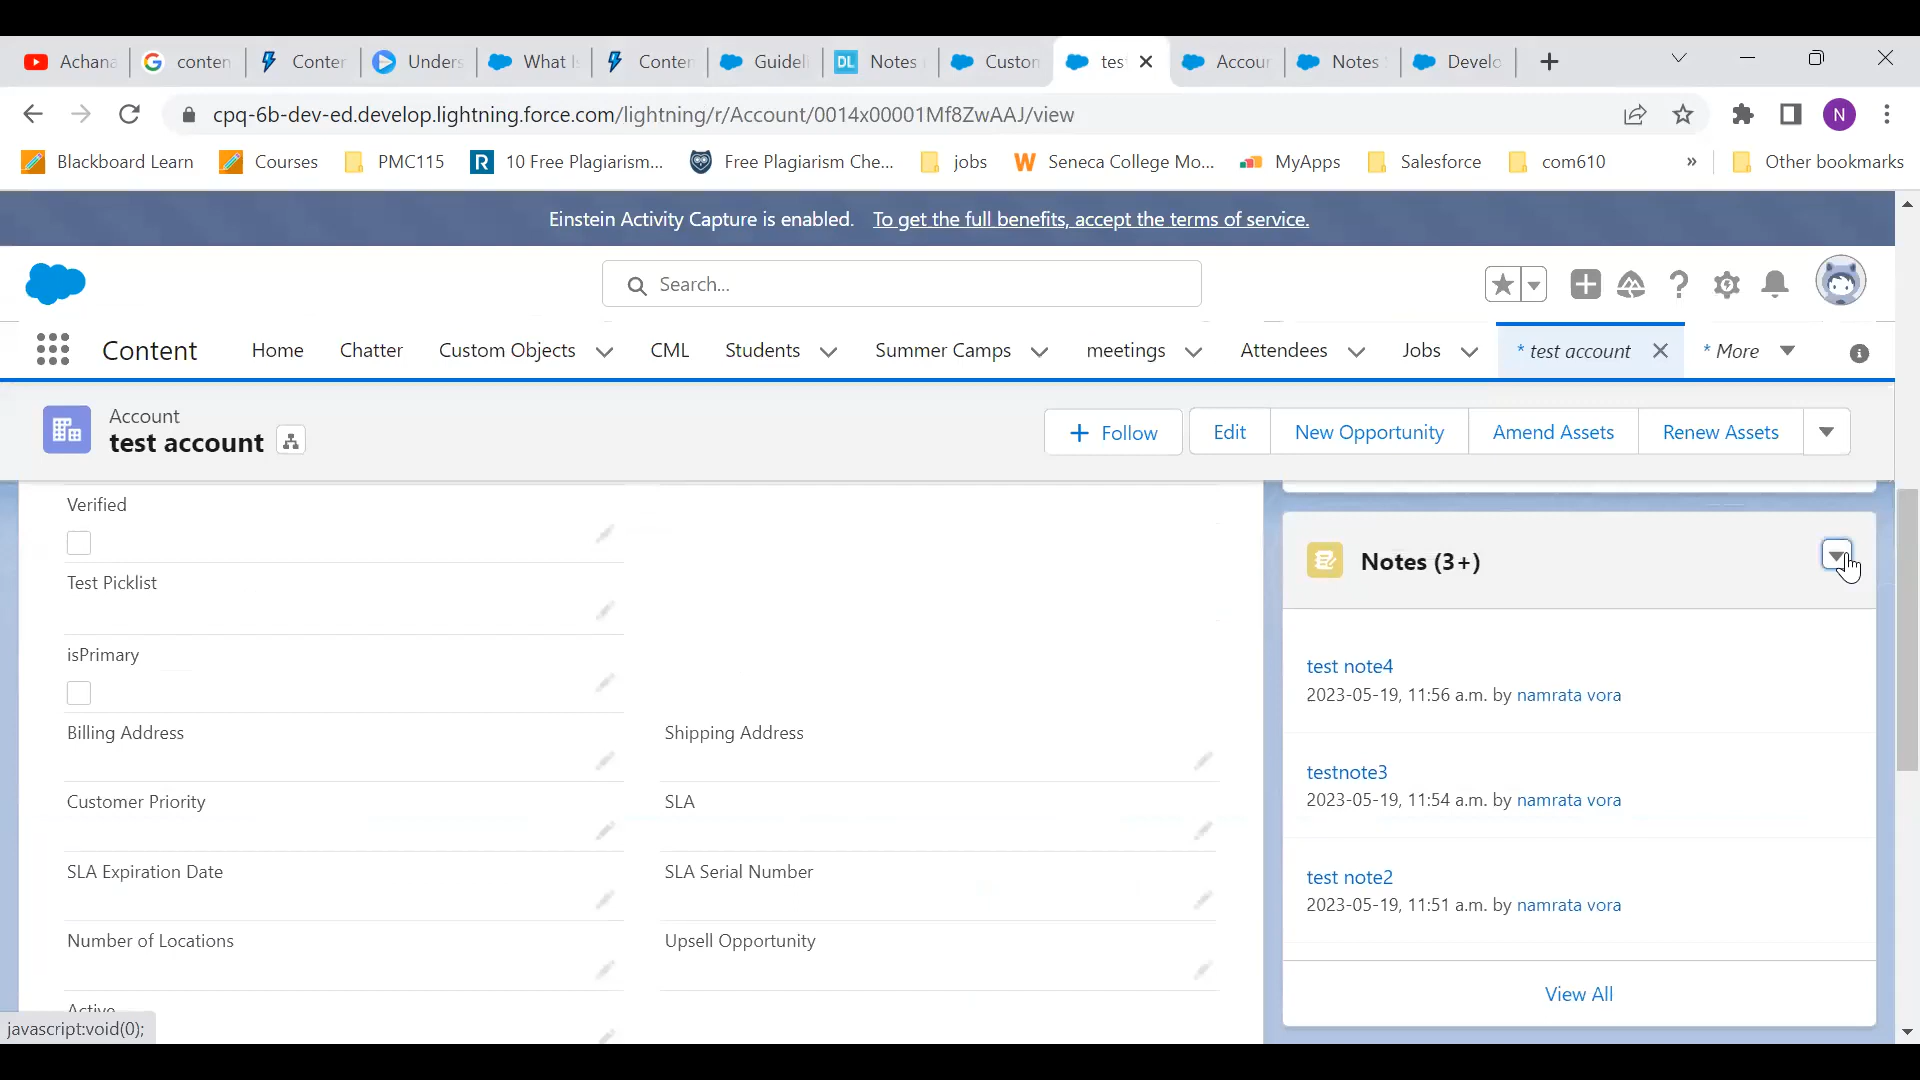 Achana
conten
Conter
Unders
What I
Conten
Guideli
DL Notes
Custon
tes
Accour
Notes
Develo
cpq-6b-dev-ed.develop.lightning.force.com/lightning/r/Account/0014x00001Mf8ZwAAJ/view
N
Blackboard Learn
Courses
PMC115
R 10 Free Plagiarism...
Free Plagiarism Che...
jobs
W Seneca College Mo...
MyApps
Salesforce
com610
»
Other bookmarks
Einstein Activity Capture is enabled. To get the full benefits, accept the terms of service.
Search...
Content
Home
Chatter
Custom Objects
CML
Students
Summer Camps
meetings
Attendees
Jobs
* test account
* More
Account
test account
+ Follow
Edit
New Opportunity
Amend Assets
Renew Assets
Verified
Test Picklist
isPrimary
Billing Address
Shipping Address
Customer Priority
SLA
SLA Expiration Date
SLA Serial Number
Number of Locations
Upsell Opportunity
Active
Notes (3+)
test note4
2023-05-19, 11:56 a.m. by namrata vora
testnote3
2023-05-19, 11:54 a.m. by namrata vora
test note2
2023-05-19, 11:51 a.m. by namrata vora
View All
javascript:void(0);